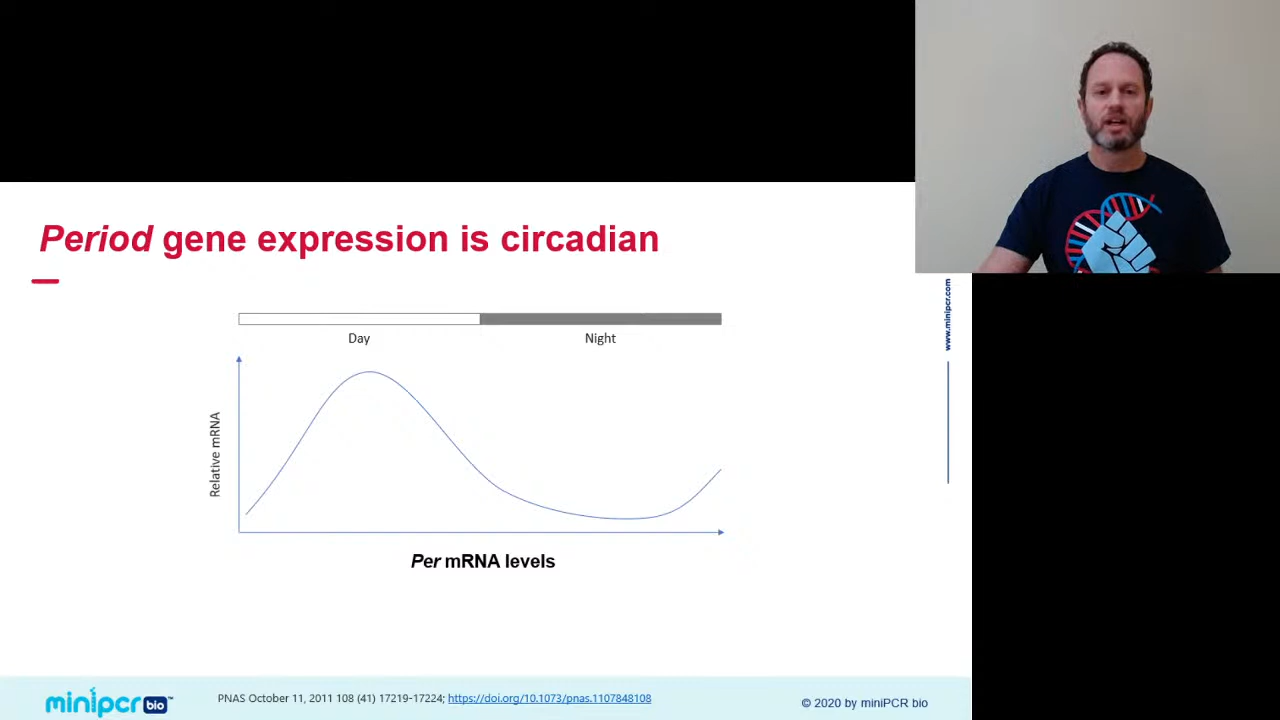 Period gene expression is circadian
www.minipcr.com
Day
Night
Relative mRNA
Per mRNA levels
minipcr bio™
PNAS October 11, 2011 108 (41) 17219-17224; https://doi.org/10.1073/pnas.1107848108
© 2020 by miniPCR bio